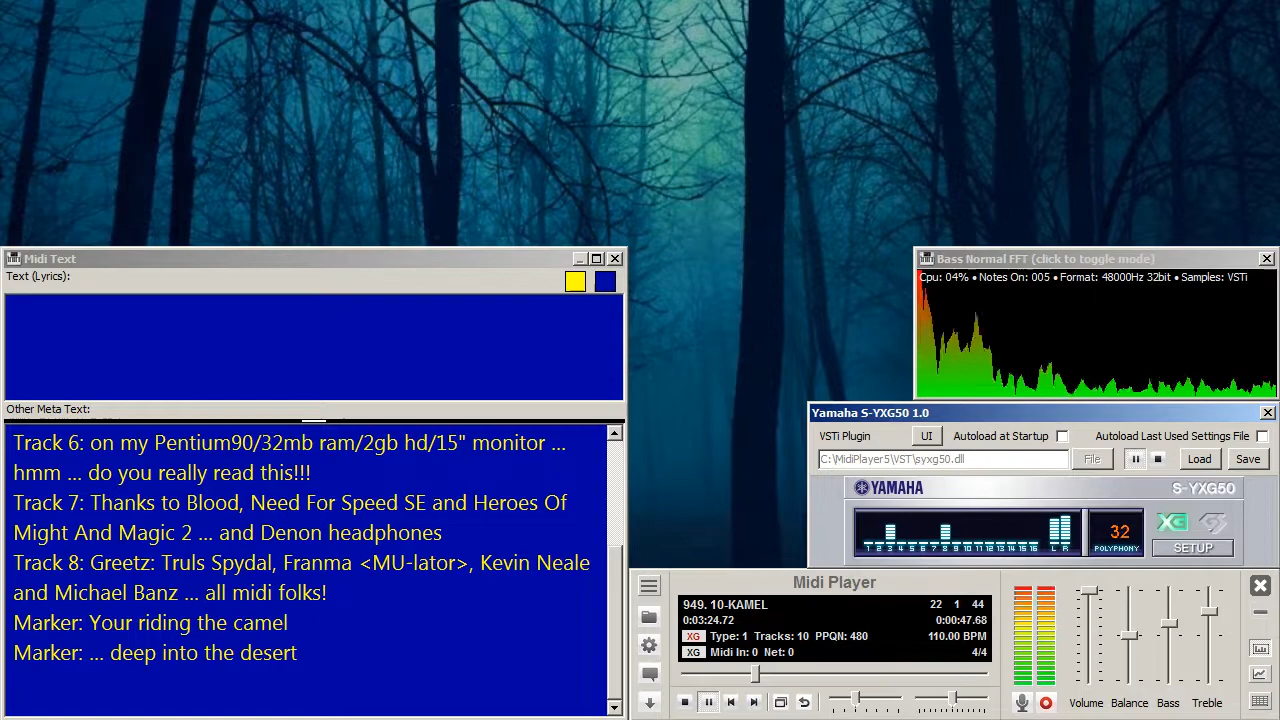 Midi Text
Text (Lyrics):
Other Meta Text:
Track 6: on my Pentium90/32mb ram/2gb hd/15" monitor ...
hmm ... do you really read this!!!
Track 7: Thanks to Blood, Need For Speed SE and Heroes Of
Might And Magic 2 ... and Denon headphones
Track 8: Greetz: Truls Spydal, Franma <MU-lator>, Kevin Neale
and Michael Banz ... all midi folks!
Marker: Your riding the camel
Marker: ... deep into the desert
Bass Normal FFT (click to toggle mode)
Cpu: 04% • Notes On: 005 • Format: 48000Hz 32bit • Samples: VSTi
Yamaha S-YXG50 1.0
VSTi Plugin UI Autoload at Startup Autoload Last Used Settings File
C:\MidiPlayer5\VST\syxg50.dll File Load Save
YAMAHA S-YXG50
32 XG
1 2 3 4 5 6 7 8 9 10 11 12 13 14 15 16 L R POLYPHONY SETUP
Midi Player
949. 10-KAMEL 22 1 44
0:03:24.72 0:00:47.68
XG Type: 1 Tracks: 10 PPQN: 480 110.00 BPM
XG Midi In: 0 Net: 0 4/4
Volume Balance Bass Treble